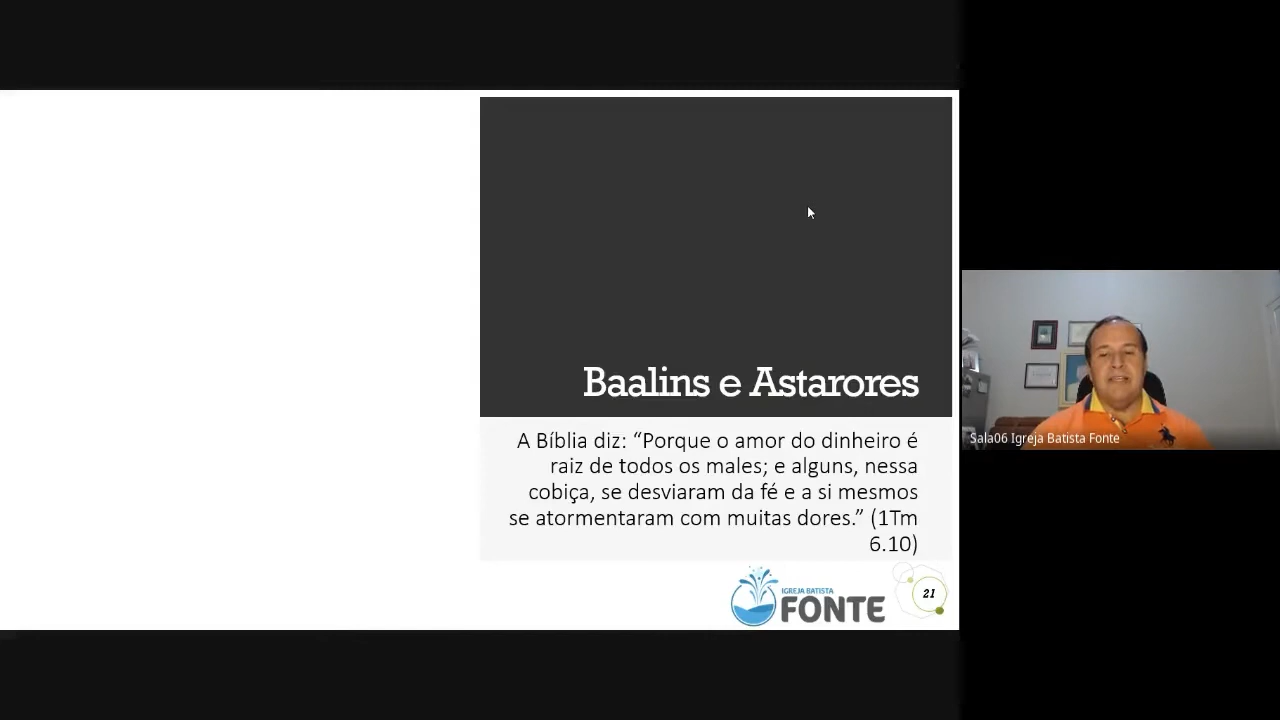 Baalins e Astarores
A Bíblia diz: “Porque o amor do dinheiro é
raiz de todos os males; e alguns, nessa
cobiça, se desviaram da fé e a si mesmos
se atormentaram com muitas dores.” (1Tm
6.10)
IGREJA BATISTA
FONTE
21
Sala06 Igreja Batista Fonte